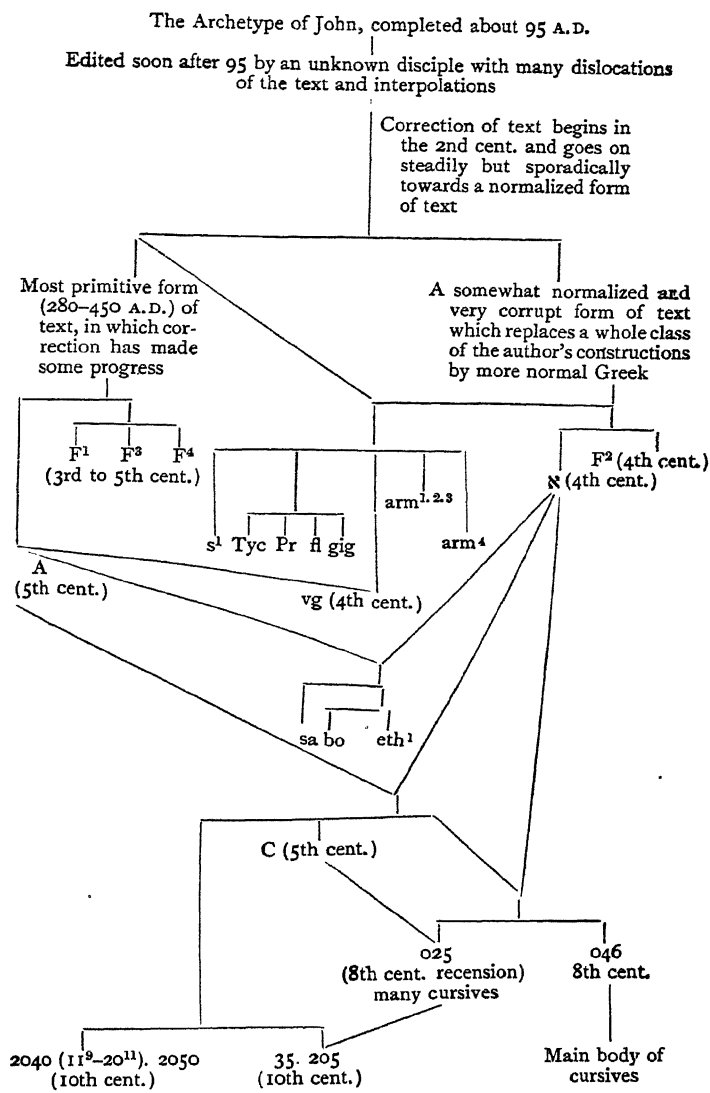 The Archetype of John, completed about 95 A.D.
Edited soon after 95 by an unknown disciple with many dislocations
of the text and interpolations
Correction of text begins in
the 2nd cent. and goes on
steadily but sporadically
towards a normalized form
of text
Most primitive form
(280–450 A.D.) of
text, in which cor-
rection has made
some progress
A somewhat normalized and
very corrupt form of text
which replaces a whole class
of the author's constructions
by more normal Greek
F¹ F³ F⁴
(3rd to 5th cent.)
F² (4th cent.)
א (4th cent.)
arm¹·²·³
s¹ Tyc Pr fl gig
arm⁴
A
(5th cent.)
vg (4th cent.)
sa bo eth¹
C (5th cent.)
025
(8th cent. recension)
many cursives
046
8th cent.
2040 (11⁹–20¹¹). 2050
(10th cent.)
35. 205
(10th cent.)
Main body of
cursives